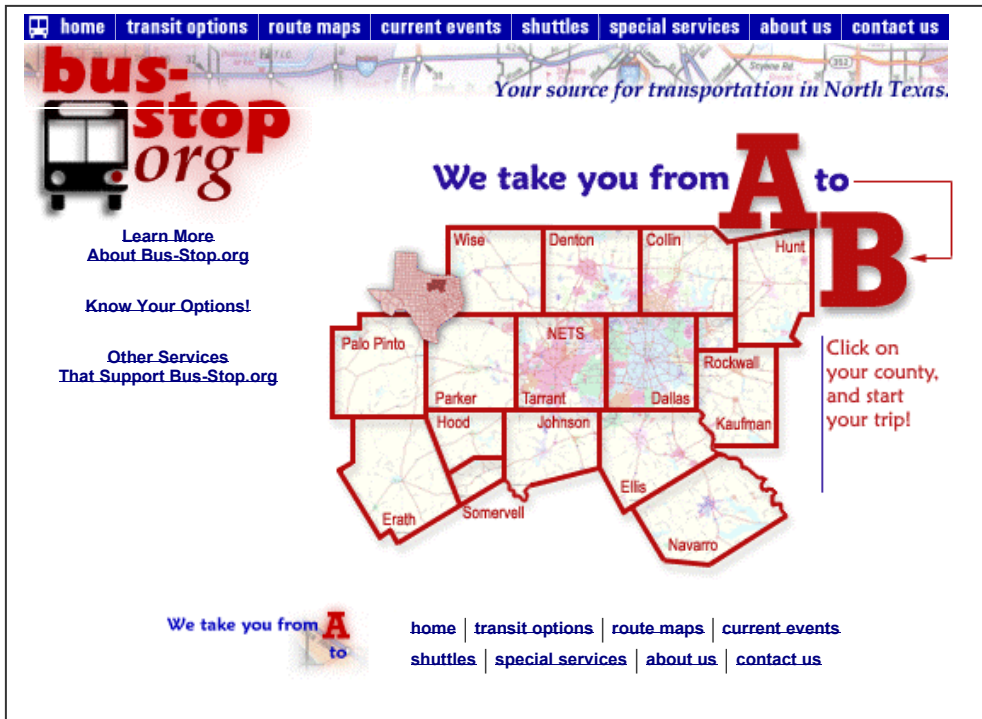 home transit options route maps current events shuttles special services about us contact us
bus-
stop
org
Your source for transportation in North Texas.
We take you from A to
B
Learn More
About Bus-Stop.org
Know Your Options!
Other Services
That Support Bus-Stop.org
Wise Denton Collin Hunt
Palo Pinto NETS
Rockwall
Parker Tarrant Dallas
Hood Johnson Kaufman
Ellis
Erath Somervell
Navarro
Click on
your county,
and start
your trip!
We take you from A
to
home | transit options | route maps | current events
shuttles | special services | about us | contact us